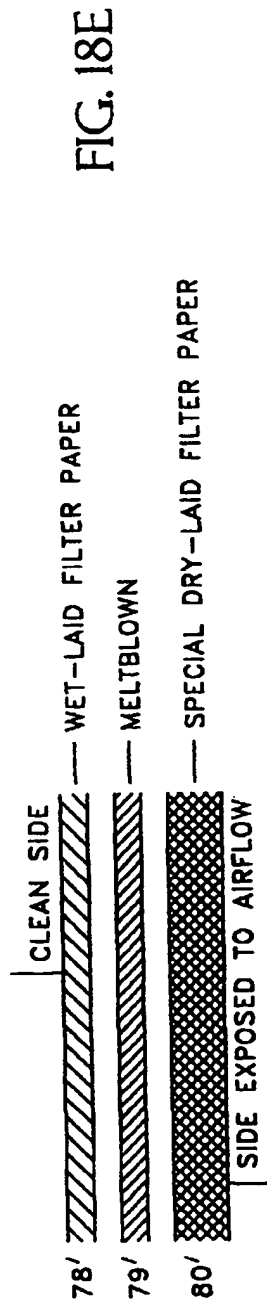 FIG. 18E
CLEAN SIDE
78' WET-LAID FILTER PAPER
79' MELTBLOWN
80' SPECIAL DRY-LAID FILTER PAPER
SIDE EXPOSED TO AIRFLOW